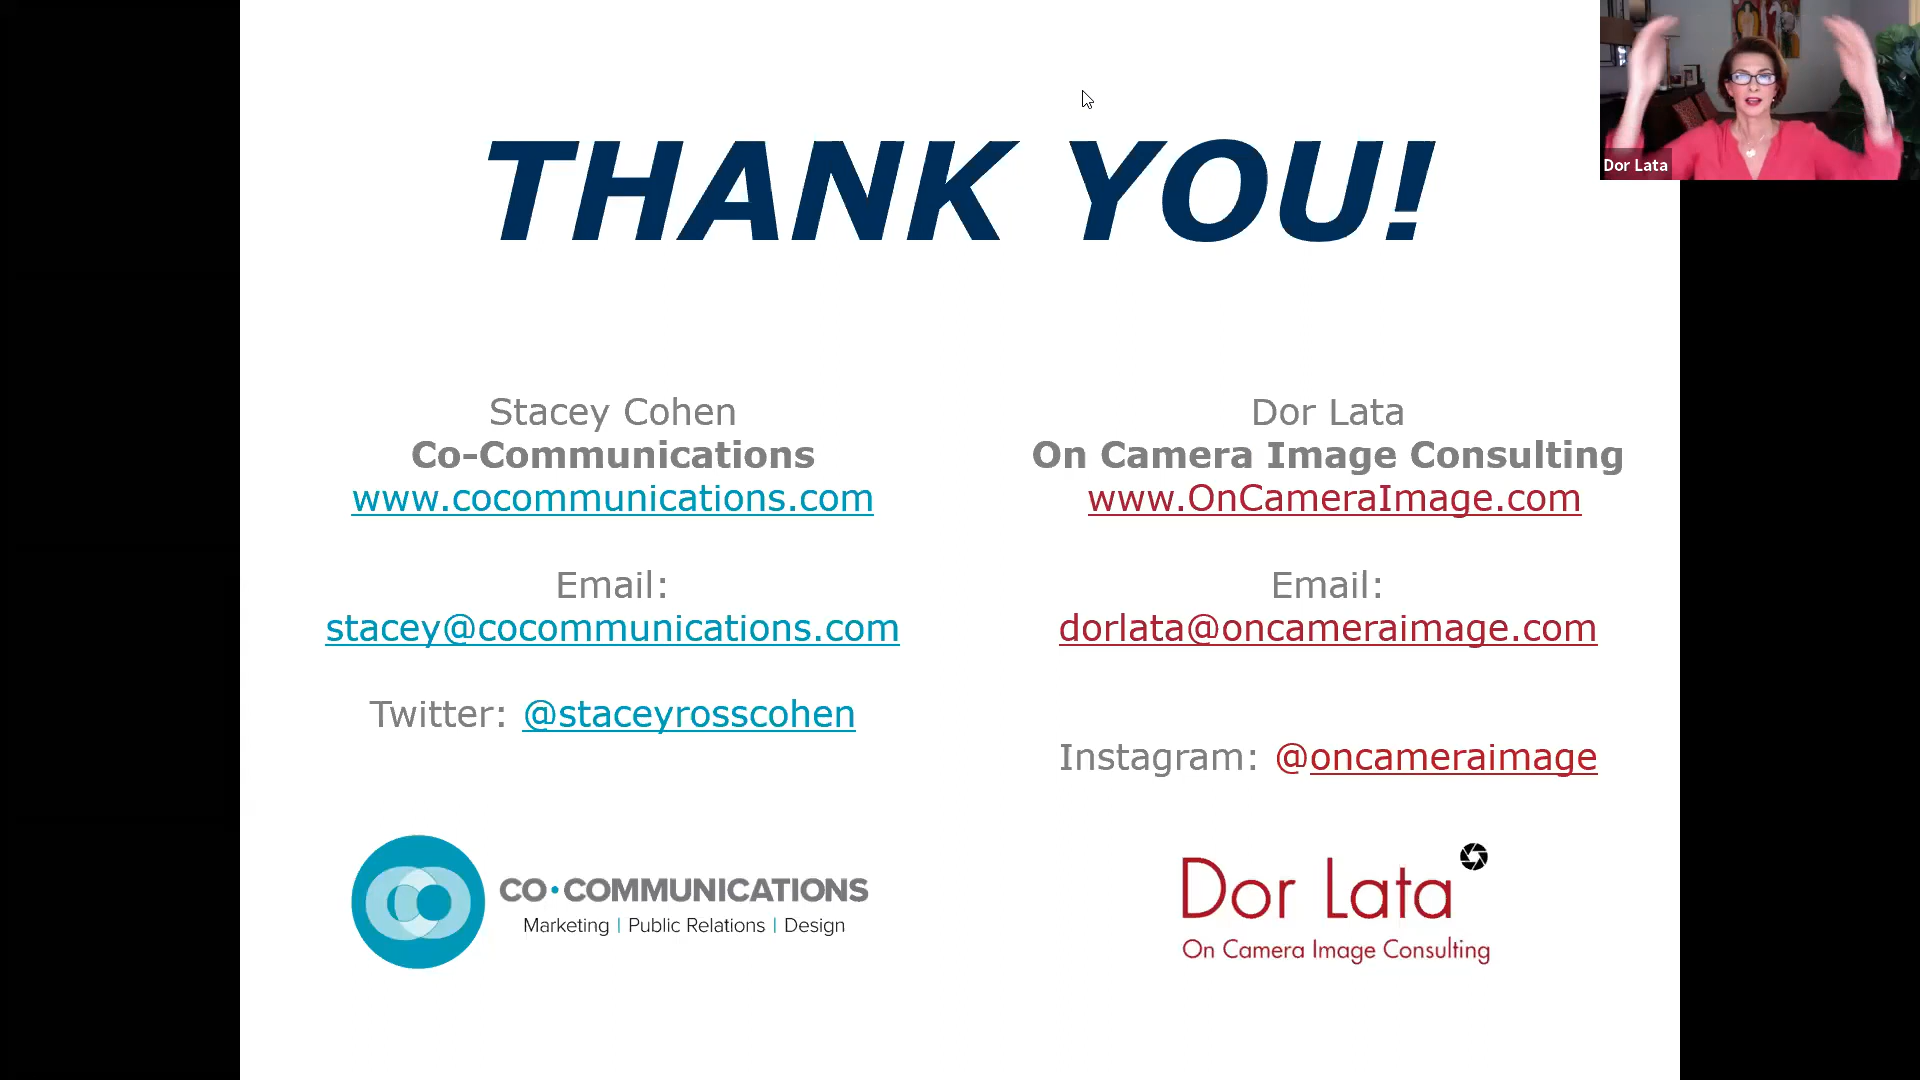 THANK YOU!
Dor Lata
Stacey Cohen
Co-Communications
www.cocommunications.com
Email:
stacey@cocommunications.com
Twitter: @staceyrosscohen
Dor Lata
On Camera Image Consulting
www.OnCameraImage.com
Email:
dorlata@oncameraimage.com
Instagram: @oncameraimage
CO·COMMUNICATIONS
Marketing | Public Relations | Design
Dor Lata
On Camera Image Consulting